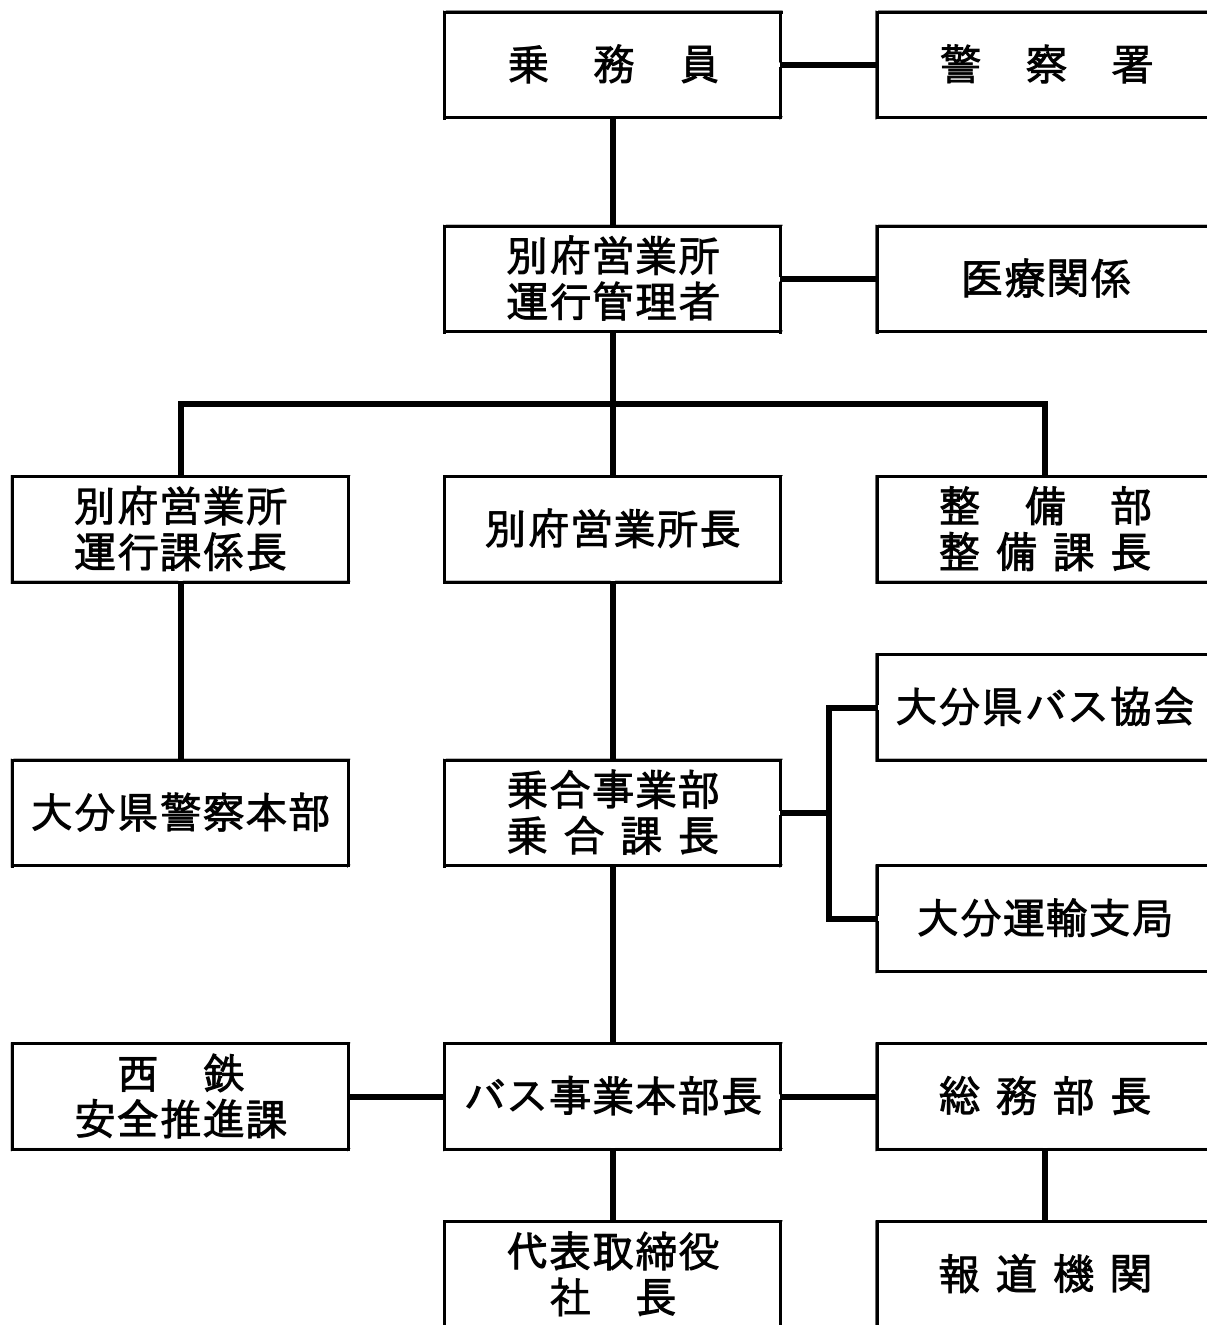 乗　務　員
警　察　署
別府営業所
運行管理者
医療関係
別府営業所
運行課係長
別府営業所長
整　備　部
整 備 課 長
大分県バス協会
大分県警察本部
乗合事業部
乗 合 課 長
大分運輸支局
西　鉄
安全推進課
バス事業本部長
総 務 部 長
代表取締役
社　長
報 道 機 関